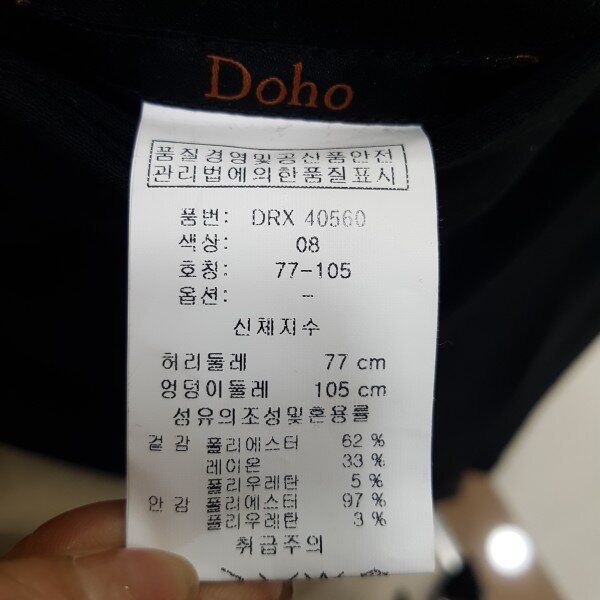 Doho
품질경영및공산품안전
관리법에의한품질표시
품번: DRX 40560
색상: 08
호칭: 77-105
옵션: -
신체지수
허리둘레 77 cm
엉덩이둘레 105 cm
섬유의조성및혼용률
겉감 폴리에스터 62 %
레이온 33 %
폴리우레탄 5 %
안감 폴리에스터 97 %
폴리우레탄 3 %
취급주의